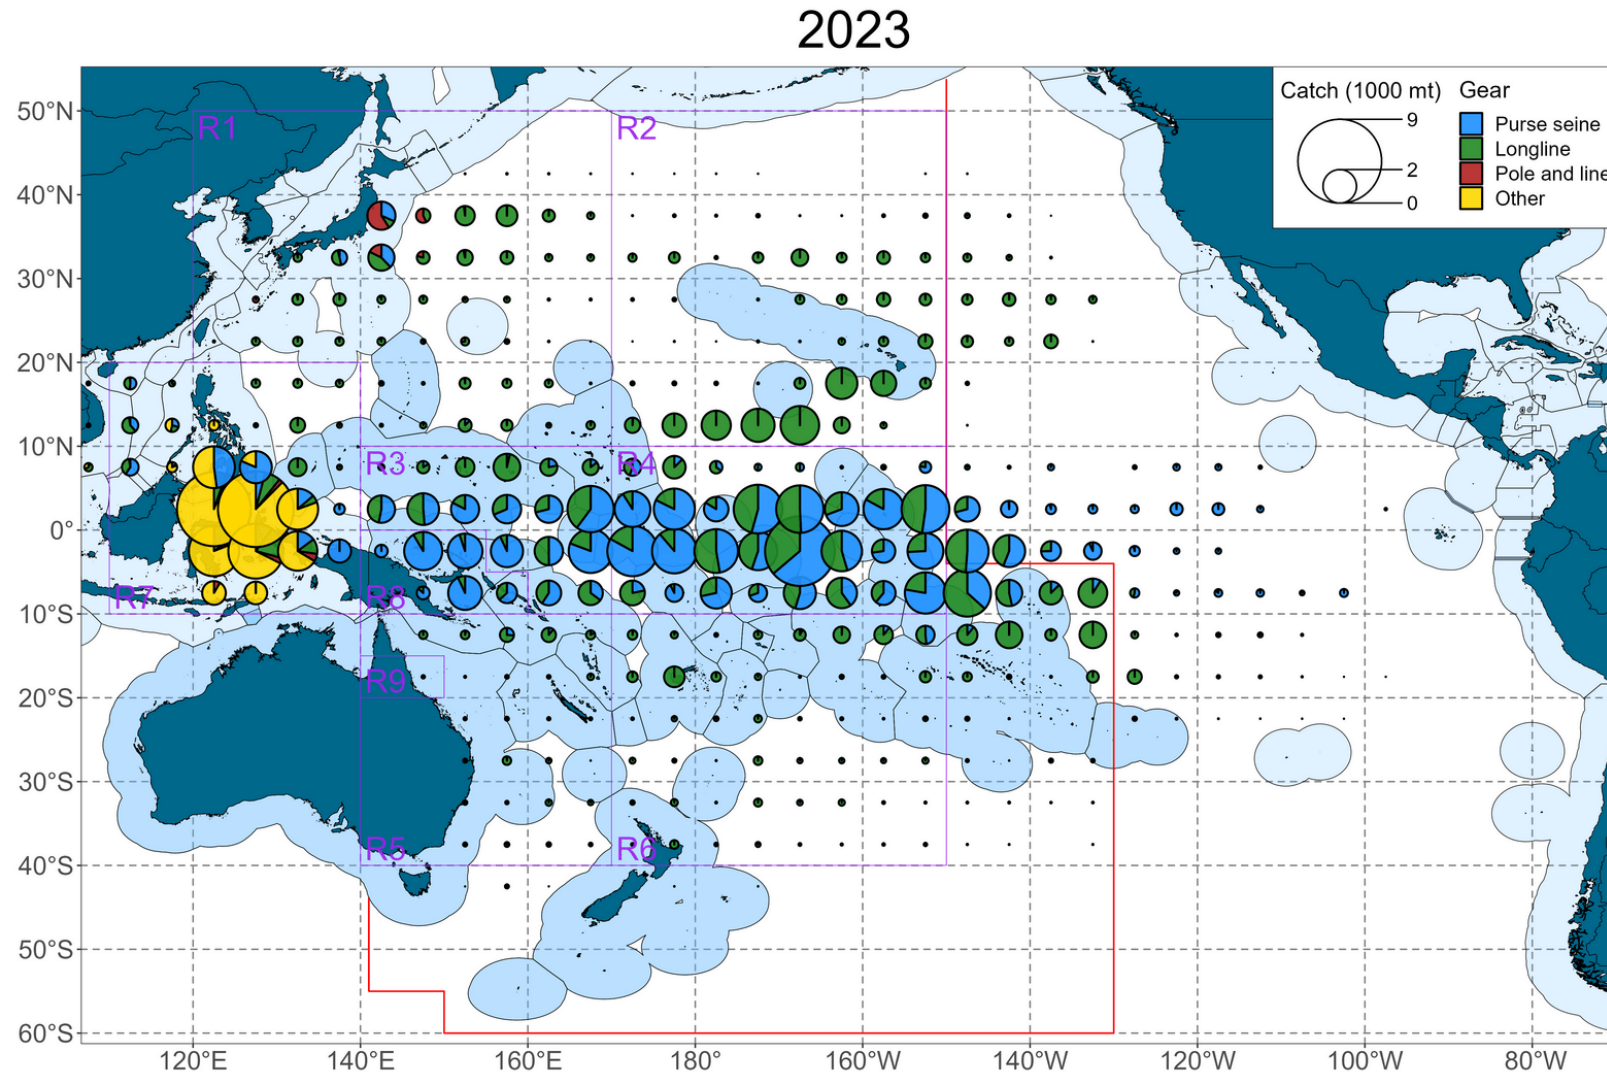 2023
Catch (1000 mt)
9
2
0
Gear
Purse seine
Longline
Pole and line
Other
50°N
40°N
30°N
20°N
10°N
0°
10°S
20°S
30°S
40°S
50°S
60°S
R1
R2
R3
R4
R7
R8
R9
R5
R6
120°E
140°E
160°E
180°
160°W
140°W
120°W
100°W
80°W